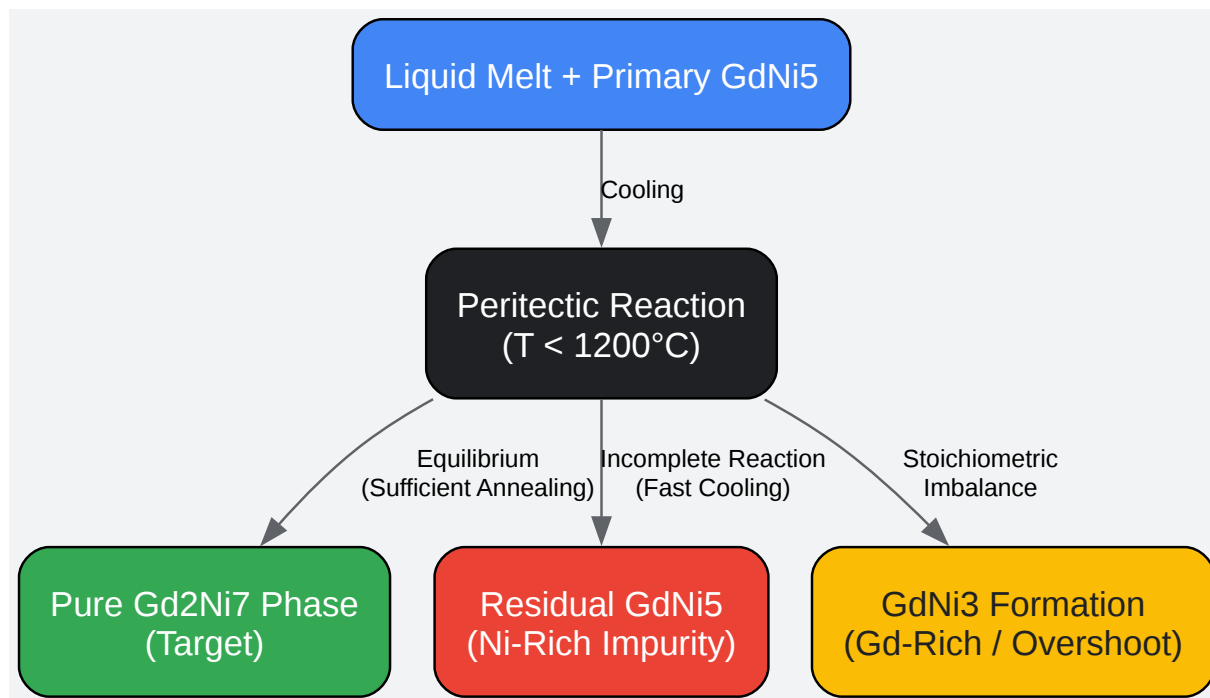 Liquid Melt + Primary GdNi5
Cooling
Peritectic Reaction
(T < 1200°C)
Equilibrium
(Sufficient Annealing)
Incomplete Reaction
(Fast Cooling)
Stoichiometric
Imbalance
Pure Gd2Ni7 Phase
(Target)
Residual GdNi5
(Ni-Rich Impurity)
GdNi3 Formation
(Gd-Rich / Overshoot)